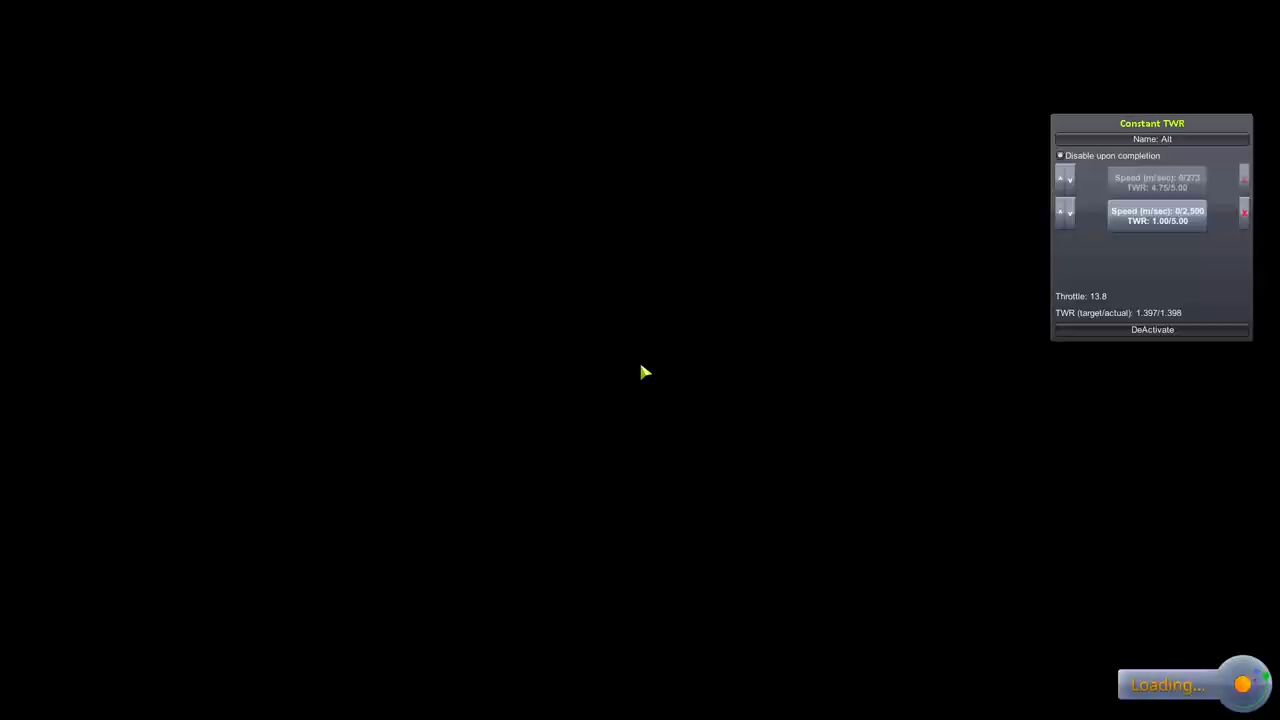 Constant TWR
Name: Alt
Disable upon completion
Speed (m/sec): 0/273
TWR: 4.75/5.00
Speed (m/sec): 0/2,500
TWR: 1.00/5.00
X
Throttle: 13.8
TWR (target/actual): 1.397/1.398
DeActivate
Loading...